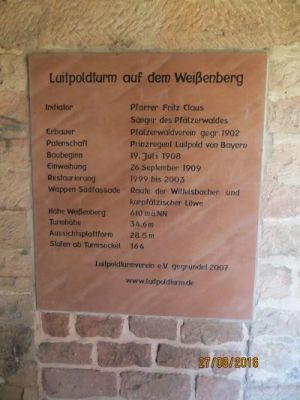 Luitpoldturm auf dem Weißenberg
Initiator Pfarrer Fritz Claus
Sänger des Pfälzerwaldes
Erbauer Pfälzerwaldverein gegr.1902
Patenschaft Prinzregent Luitpold von Bayern
Baubeginn 19. Juli 1908
Einweihung 26.September 1909
Restaurierung 1999 bis 2003
Wappen Südfassade Raute der Wittelsbacher und
kurpfälzischer Löwe
Höhe Weißenberg 610 mü.NN
Turmhöhe 34,6m
Aussichtsplattform 28,5m
Stufen ab Turmsockel 164
Luitpoldturmverein e.V. gegründet 2007
www.luitpoldturm.de
27/08/2016